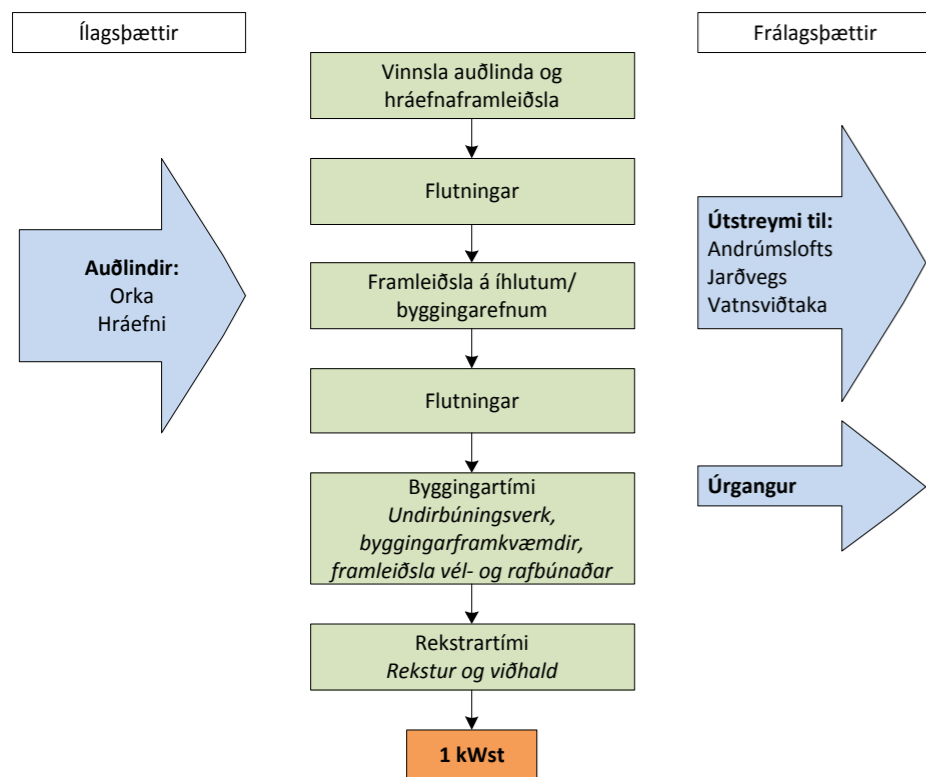 Ílagsþættir
Frálagsþættir
Vinnsla auðlinda og
hráefnaframleiðsla
Flutningar
Auðlindir:
Orka
Hráefni
Framleiðsla á íhlutum/
byggingarefnum
Útstreymi til:
Andrúmslofts
Jarðvegs
Vatnsviðtaka
Flutningar
Byggingartími
Undirbúningsverk,
byggingarframkvæmdir,
framleiðsla vél- og rafbúnaðar
Úrgangur
Rekstrartími
Rekstur og viðhald
1 kWst